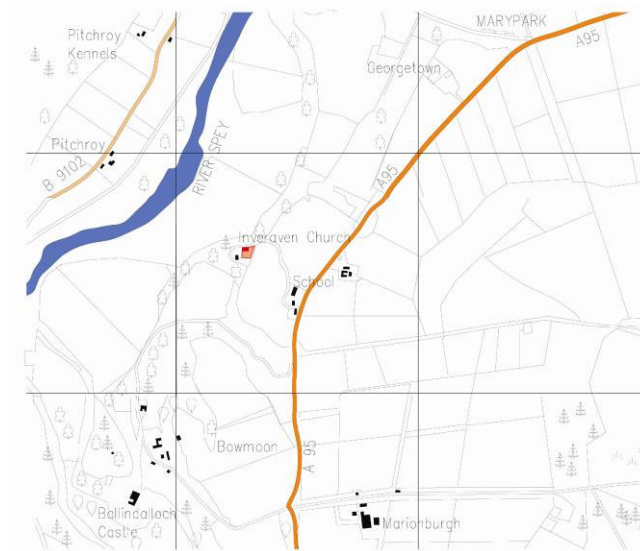 MARYPARK
Pitchroy
Kennels
A95
Georgetown
Pitchroy
B 9102
RIVER SPEY
A95
Inveraven Church
School
Bowmoon
A 95
Ballindalloch
Castle
Marionburgh